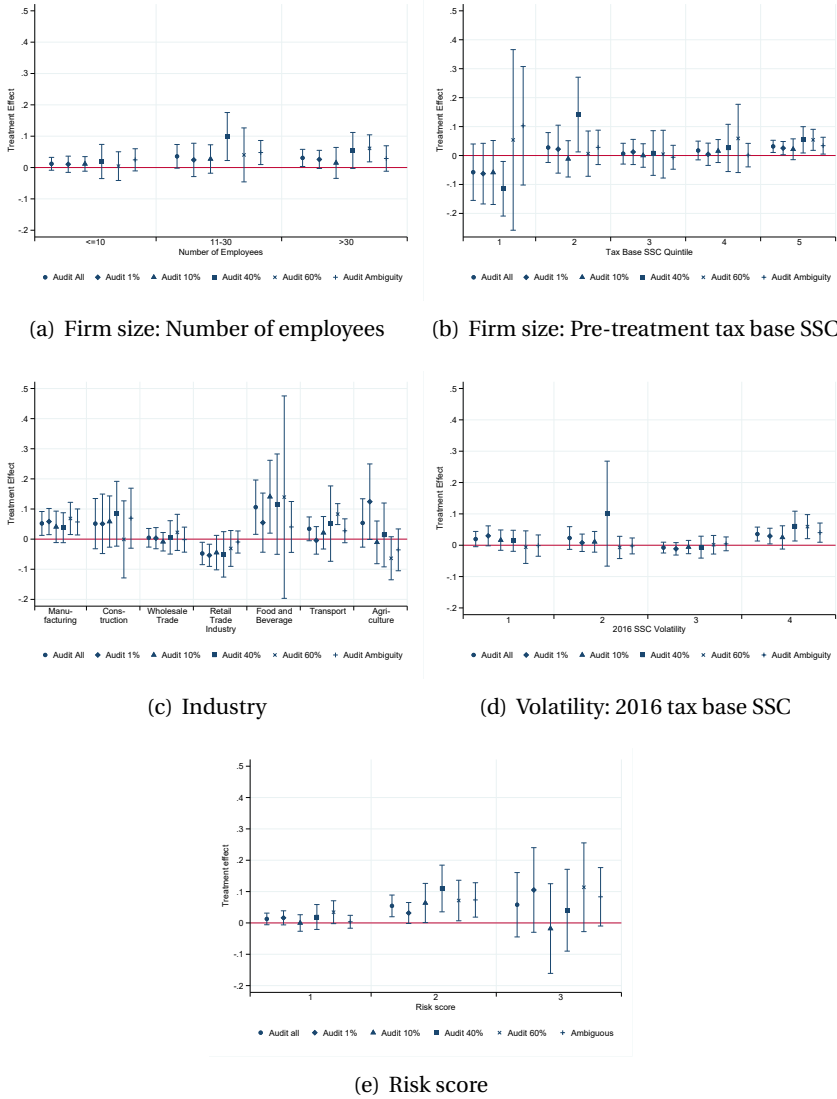 .5
.4
.3
.2
.1
0
-.1
-.2
Treatment Effect
<=10 11-30 >30
Number of Employees
Audit All Audit 1% Audit 10% Audit 40% Audit 60% Audit Ambiguity
(a) Firm size: Number of employees
.5
.4
.3
.2
.1
0
-.1
-.2
Treatment Effect
1 2 3 4 5
Tax Base SSC Quintile
Audit All Audit 1% Audit 10% Audit 40% Audit 60% Audit Ambiguity
(b) Firm size: Pre-treatment tax base SSC
.5
.4
.3
.2
.1
0
-.1
-.2
Treatment Effect
Manu- Cons- Wholesale Retail Food and Transport Agri-
facturing truction Trade Trade Beverage culture
Industry
Audit All Audit 1% Audit 10% Audit 40% Audit 60% Audit Ambiguity
(c) Industry
.5
.4
.3
.2
.1
0
-.1
-.2
Treatment Effect
1 2 3 4
2016 SSC Volatility
Audit All Audit 1% Audit 10% Audit 40% Audit 60% Audit Ambiguity
(d) Volatility: 2016 tax base SSC
.5
.4
.3
.2
.1
0
-.1
-.2
Treatment effect
1 2 3
Risk score
Audit all Audit 1% Audit 10% Audit 40% Audit 60% Ambiguous
(e) Risk score